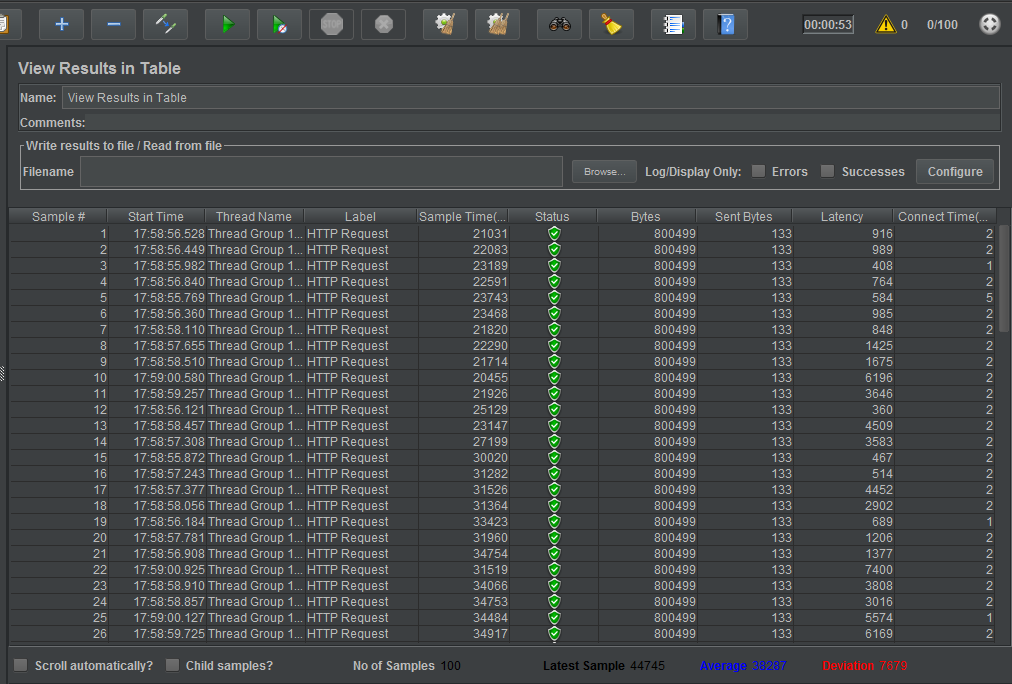 00:00:53 0 0/100
View Results in Table
Name: View Results in Table
Comments:
Write results to file / Read from file
Filename Browse... Log/Display Only: Errors Successes Configure
Sample # Start Time Thread Name Label Sample Time(... Status Bytes Sent Bytes Latency Connect Time(...
1 17:58:56.528 Thread Group 1... HTTP Request 21031 800499 133 916 2
2 17:58:56.449 Thread Group 1... HTTP Request 22083 800499 133 989 2
3 17:58:55.982 Thread Group 1... HTTP Request 23189 800499 133 408 1
4 17:58:56.840 Thread Group 1... HTTP Request 22591 800499 133 764 2
5 17:58:55.769 Thread Group 1... HTTP Request 23743 800499 133 584 5
6 17:58:56.360 Thread Group 1... HTTP Request 23468 800499 133 985 2
7 17:58:58.110 Thread Group 1... HTTP Request 21820 800499 133 848 2
8 17:58:57.655 Thread Group 1... HTTP Request 22290 800499 133 1425 2
9 17:58:58.510 Thread Group 1... HTTP Request 21714 800499 133 1675 2
10 17:59:00.580 Thread Group 1... HTTP Request 20455 800499 133 6196 2
11 17:58:59.257 Thread Group 1... HTTP Request 21926 800499 133 3646 2
12 17:58:56.121 Thread Group 1... HTTP Request 25129 800499 133 360 2
13 17:58:58.457 Thread Group 1... HTTP Request 23147 800499 133 4509 2
14 17:58:57.308 Thread Group 1... HTTP Request 27199 800499 133 3583 2
15 17:58:55.872 Thread Group 1... HTTP Request 30020 800499 133 467 2
16 17:58:57.243 Thread Group 1... HTTP Request 31282 800499 133 514 2
17 17:58:57.377 Thread Group 1... HTTP Request 31526 800499 133 4452 2
18 17:58:58.056 Thread Group 1... HTTP Request 31364 800499 133 2902 2
19 17:58:56.184 Thread Group 1... HTTP Request 33423 800499 133 689 1
20 17:58:57.781 Thread Group 1... HTTP Request 31960 800499 133 1206 2
21 17:58:56.908 Thread Group 1... HTTP Request 34754 800499 133 1377 2
22 17:59:00.925 Thread Group 1... HTTP Request 31519 800499 133 7400 2
23 17:58:58.910 Thread Group 1... HTTP Request 34066 800499 133 3808 2
24 17:58:58.857 Thread Group 1... HTTP Request 34753 800499 133 3016 2
25 17:59:00.127 Thread Group 1... HTTP Request 34484 800499 133 5574 1
26 17:58:59.725 Thread Group 1... HTTP Request 34917 800499 133 6169 2
Scroll automatically? Child samples? No of Samples 100 Latest Sample 44745 Average 38287 Deviation 7679